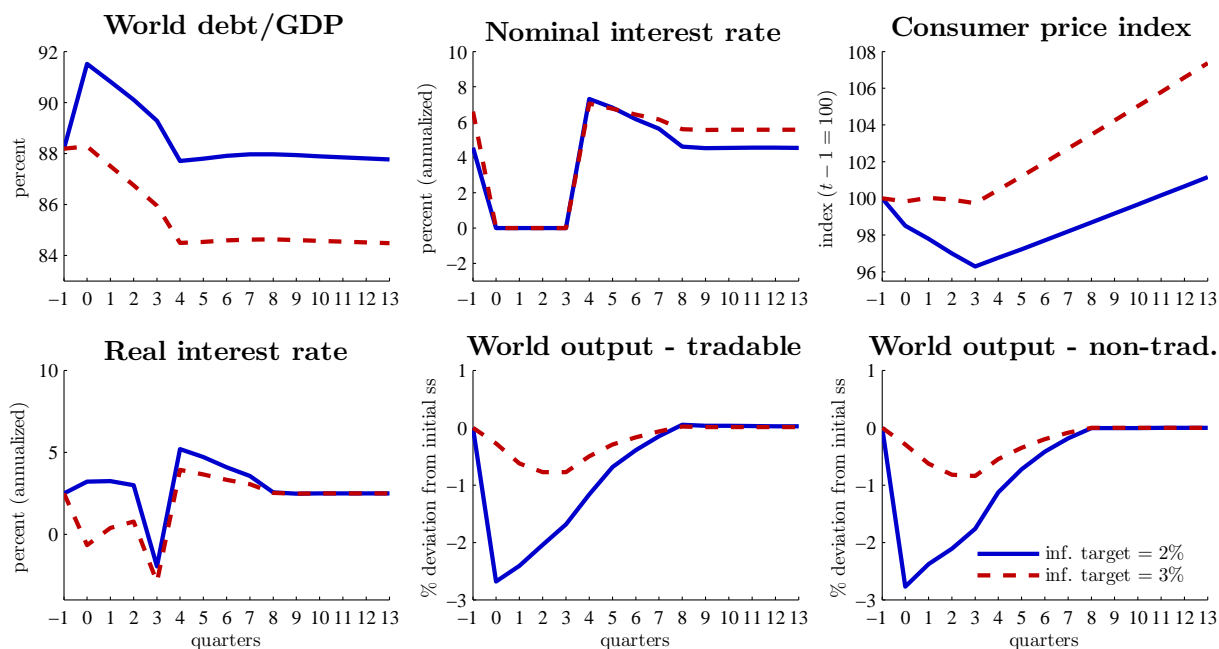 World debt/GDP
percent
92
90
88
86
84
−1 0 1 2 3 4 5 6 7 8 9 10 11 12 13
Nominal interest rate
percent (annualized)
10
8
6
4
2
0
−2
−1 0 1 2 3 4 5 6 7 8 9 10 11 12 13
Consumer price index
index (t − 1 = 100)
108
106
104
102
100
98
96
−1 0 1 2 3 4 5 6 7 8 9 10 11 12 13
Real interest rate
percent (annualized)
10
5
0
−1 0 1 2 3 4 5 6 7 8 9 10 11 12 13
quarters
World output - tradable
% deviation from initial ss
1
0
−1
−2
−3
−1 0 1 2 3 4 5 6 7 8 9 10 11 12 13
quarters
World output - non-trad.
% deviation from initial ss
1
0
−1
−2
−3
inf. target = 2%
inf. target = 3%
−1 0 1 2 3 4 5 6 7 8 9 10 11 12 13
quarters